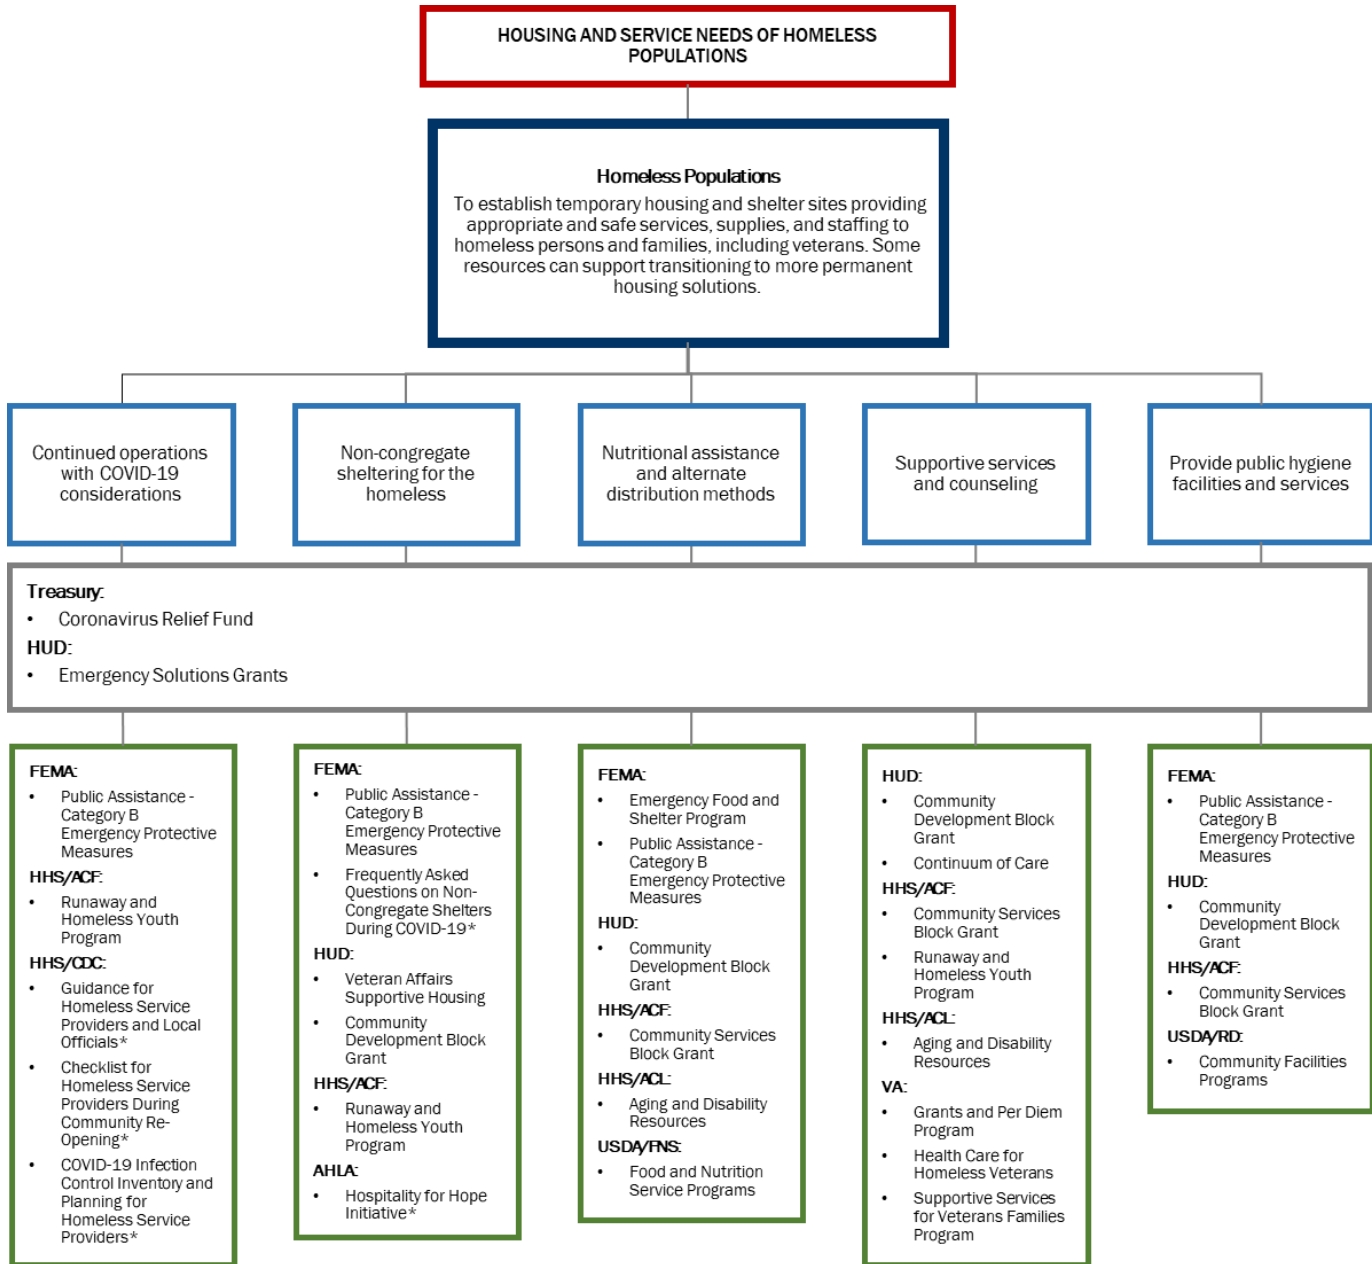 HOUSING AND SERVICE NEEDS OF HOMELESS
POPULATIONS
Homeless Populations
To establish temporary housing and shelter sites providing
appropriate and safe services, supplies, and staffing to
homeless persons and families, including veterans. Some
resources can support transitioning to more permanent
housing solutions.
Continued operations
with COVID-19
considerations
Non-congregate
sheltering for the
homeless
Nutritional assistance
and alternate
distribution methods
Supportive services
and counseling
Provide public hygiene
facilities and services
Treasury:
• Coronavirus Relief Fund
HUD:
• Emergency Solutions Grants
FEMA:
• Public Assistance -
Category B
Emergency Protective
Measures
HHS/ACF:
• Runaway and
Homeless Youth
Program
HHS/CDC:
• Guidance for
Homeless Service
Providers and Local
Officials*
• Checklist for
Homeless Service
Providers During
Community Re-
Opening*
• COVID-19 Infection
Control Inventory and
Planning for
Homeless Service
Providers*
FEMA:
• Public Assistance -
Category B
Emergency Protective
Measures
• Frequently Asked
Questions on Non-
Congregate Shelters
During COVID-19*
HUD:
• Veteran Affairs
Supportive Housing
• Community
Development Block
Grant
HHS/ACF:
• Runaway and
Homeless Youth
Program
AHLA:
• Hospitality for Hope
Initiative*
FEMA:
• Emergency Food and
Shelter Program
• Public Assistance -
Category B
Emergency Protective
Measures
HUD:
• Community
Development Block
Grant
HHS/ACF:
• Community Services
Block Grant
HHS/ACL:
• Aging and Disability
Resources
USDA/FNS:
• Food and Nutrition
Service Programs
HUD:
• Community
Development Block
Grant
• Continuum of Care
HHS/ACF:
• Community Services
Block Grant
• Runaway and
Homeless Youth
Program
HHS/ACL:
• Aging and Disability
Resources
VA:
• Grants and Per Diem
Program
• Health Care for
Homeless Veterans
• Supportive Services
for Veterans Families
Program
FEMA:
• Public Assistance -
Category B
Emergency Protective
Measures
HUD:
• Community
Development Block
Grant
HHS/ACF:
• Community Services
Block Grant
USDA/RD:
• Community Facilities
Programs